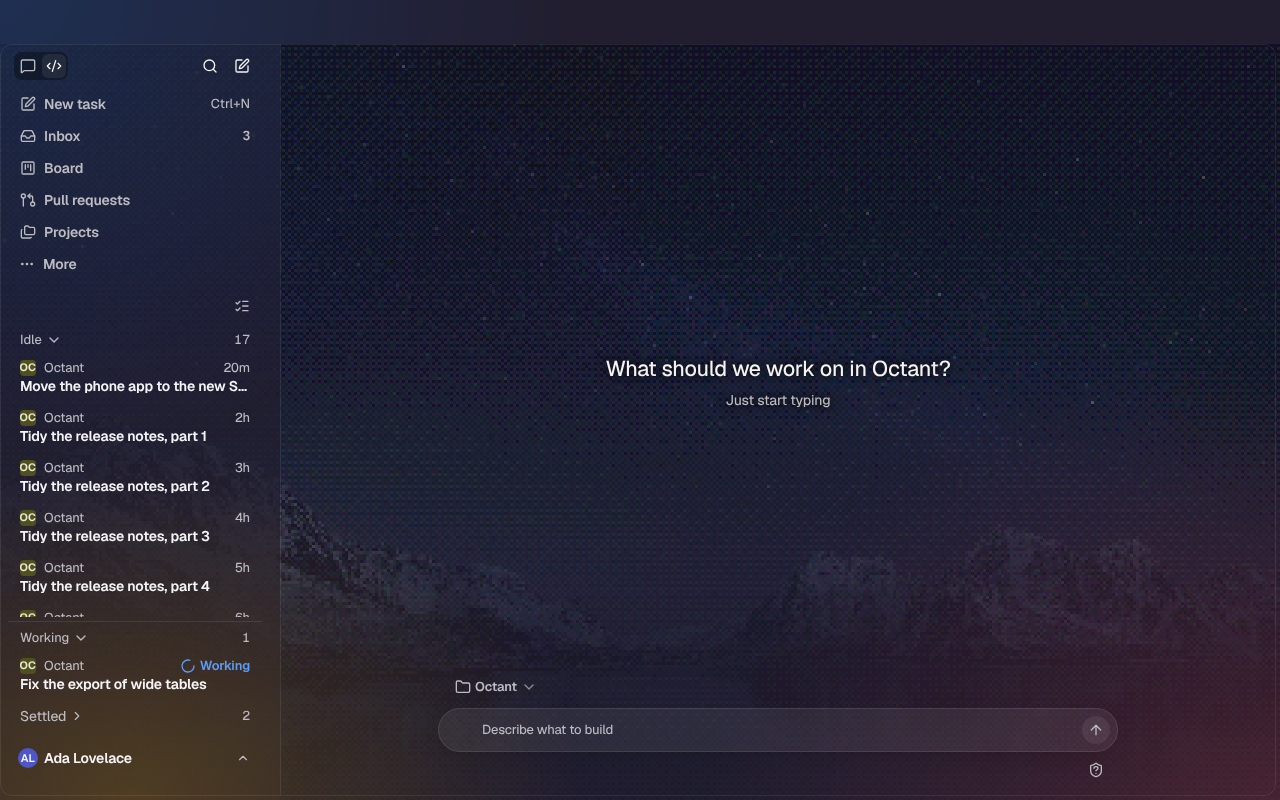 New task Ctrl+N
Inbox 3
Board
Pull requests
Projects
More
Idle 17
OC Octant 20m
Move the phone app to the new S...
OC Octant 2h
Tidy the release notes, part 1
OC Octant 3h
Tidy the release notes, part 2
OC Octant 4h
Tidy the release notes, part 3
OC Octant 5h
Tidy the release notes, part 4
Working 1
OC Octant Working
Fix the export of wide tables
Settled 2
AL Ada Lovelace
What should we work on in Octant?
Just start typing
Octant
Describe what to build